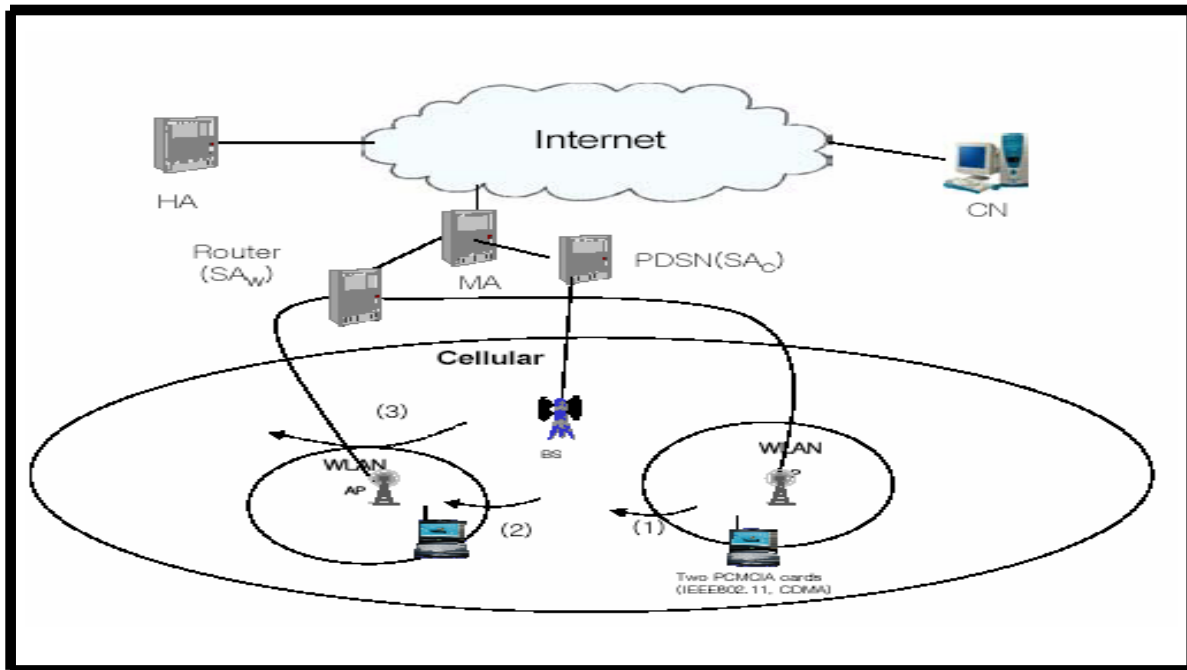 Internet
HA
CN
Router
(SAW)
MA
PDSN(SAC)
Cellular
(3)
BS
WLAN
AP
WLAN
(2)
(1)
Two PCMCIA cards
(IEEE802.11, CDMA)